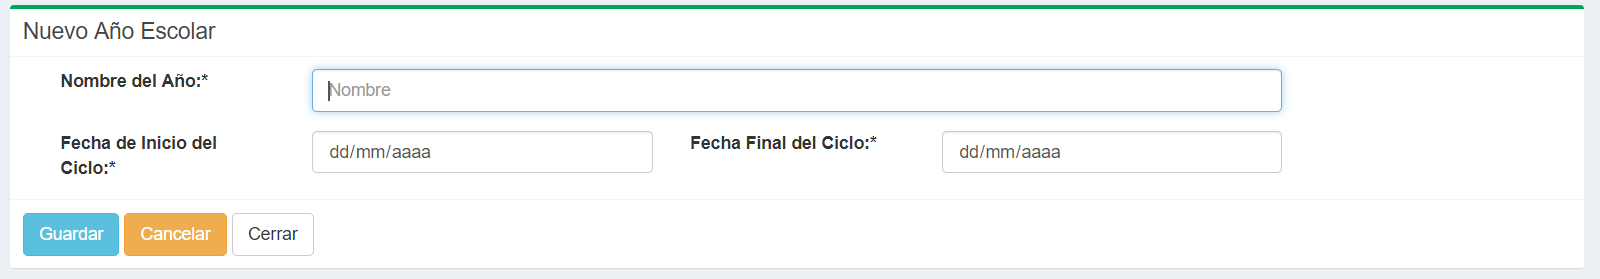 Nuevo Año Escolar
Nombre del Año:*
Nombre
Fecha de Inicio del
Ciclo:*
dd/mm/aaaa
Fecha Final del Ciclo:*
dd/mm/aaaa
Guardar
Cancelar
Cerrar